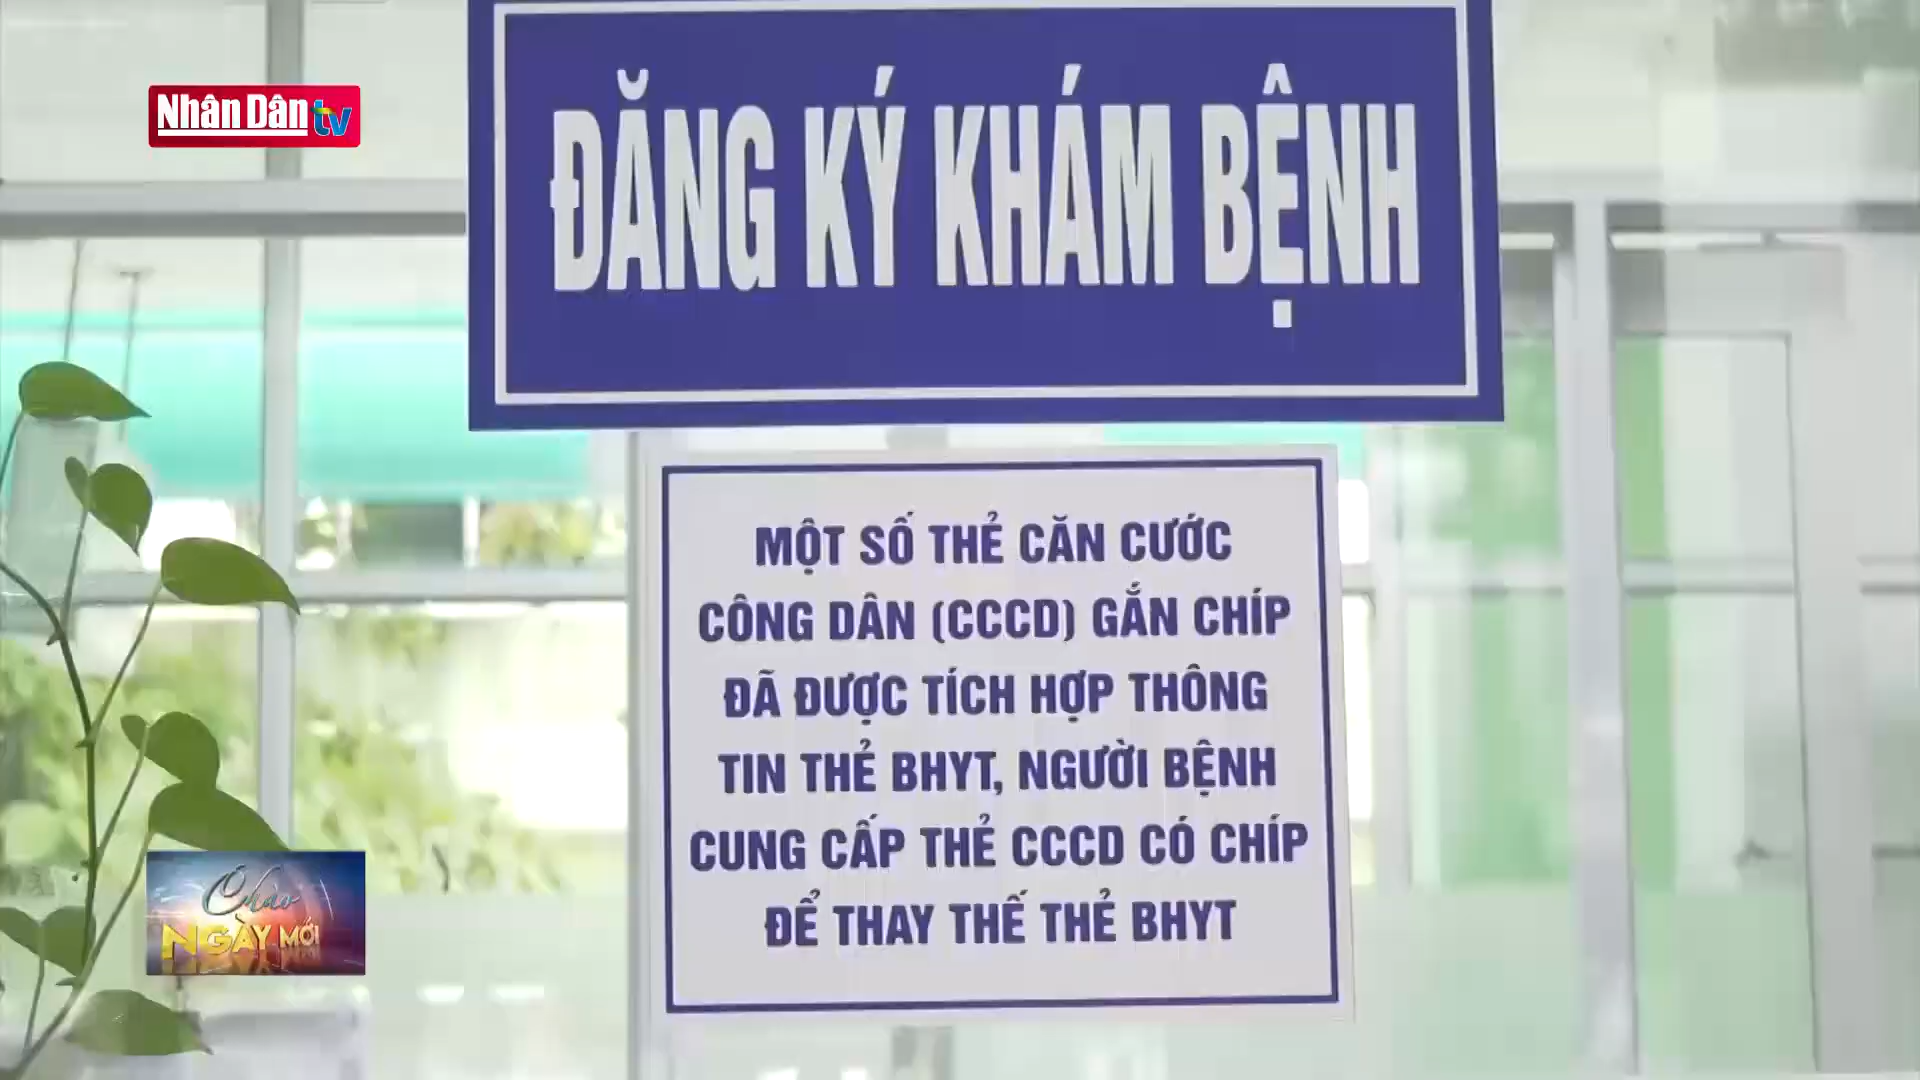 Nhân Dân tv
ĐĂNG KÝ KHÁM BỆNH
MỘT SỐ THẺ CĂN CƯỚC
CÔNG DÂN (CCCD) GẮN CHÍP
ĐÃ ĐƯỢC TÍCH HỢP THÔNG
TIN THẺ BHYT, NGƯỜI BỆNH
CUNG CẤP THẺ CCCD CÓ CHÍP
ĐỂ THAY THẾ THẺ BHYT
Chào
NGÀY MỚI